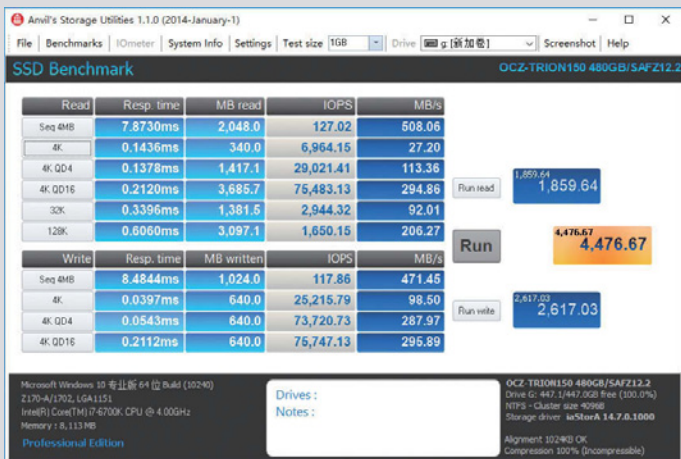 Anvil's Storage Utilities 1.1.0 (2014-January-1)
File Benchmarks IOmeter System Info Settings Test size 1GB Drive g: [新加卷] Screenshot Help
SSD Benchmark OCZ-TRION150 480GB/SAFZ12.2
Read Resp. time MB read IOPS MB/s
Seq 4MB 7.8730ms 2,048.0 127.02 508.06
4K 0.1436ms 340.0 6,964.15 27.20
4K QD4 0.1378ms 1,417.1 29,021.41 113.36
4K QD16 0.2120ms 3,685.7 75,483.13 294.86 Run read 1,859.64 1,859.64
32K 0.3396ms 1,381.5 2,944.32 92.01
128K 0.6060ms 3,097.1 1,650.15 206.27
Run 4,476.67 4,476.67
Write Resp. time MB written IOPS MB/s
Seq 4MB 8.4844ms 1,024.0 117.86 471.45
4K 0.0397ms 640.0 25,215.79 98.50
4K QD4 0.0543ms 640.0 73,720.73 287.97 Run write 2,617.03 2,617.03
4K QD16 0.2112ms 640.0 75,747.13 295.89
Microsoft Windows 10 专业版 64 位 Build (10240)
Z170-A/1702, LGA1151
Intel(R) Core(TM) i7-6700K CPU @ 4.00GHz
Memory : 8,113 MB
Professional Edition
Drives :
Notes :
OCZ-TRION150 480GB/SAFZ12.2
Drive G: 447.1/447.0GB free (100.0%)
NTFS - Cluster size 4096B
Storage driver iaStorA 14.7.0.1000
Alignment 1024KB OK
Compression 100% (Incompressible)